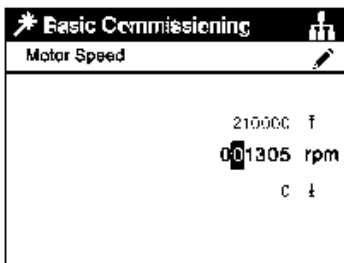 Basic Commissioning
Motor Speed
210000
001305 rpm
0